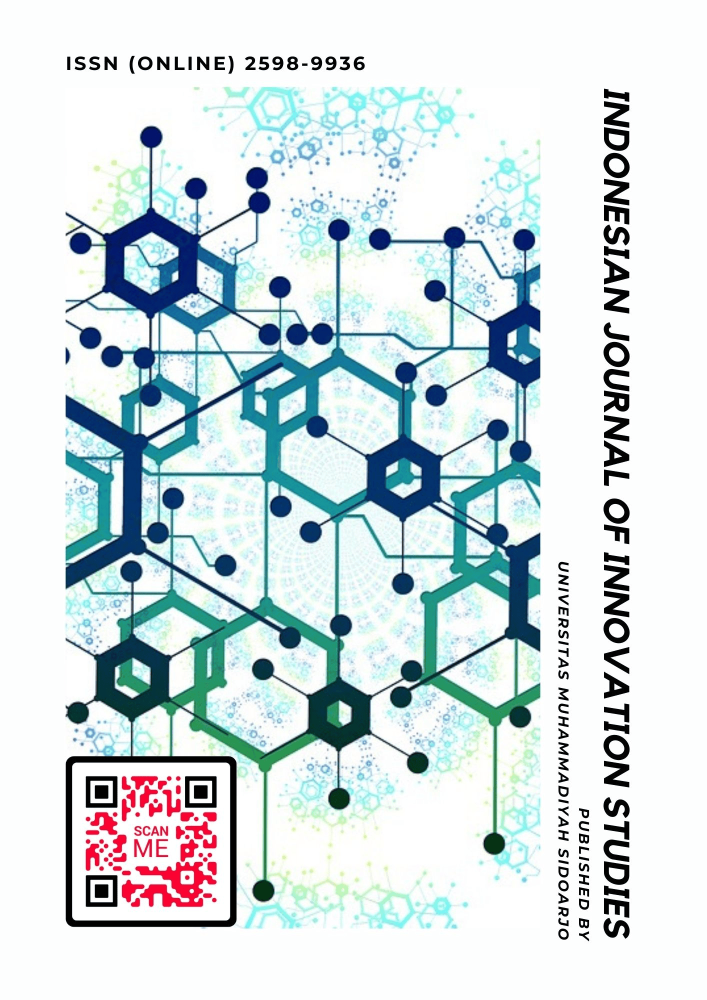 ISSN (ONLINE) 2598-9936
INDONESIAN JOURNAL OF INNOVATION STUDIES
PUBLISHED BY
UNIVERSITAS MUHAMMADIYAH SIDOARJO
SCAN
ME